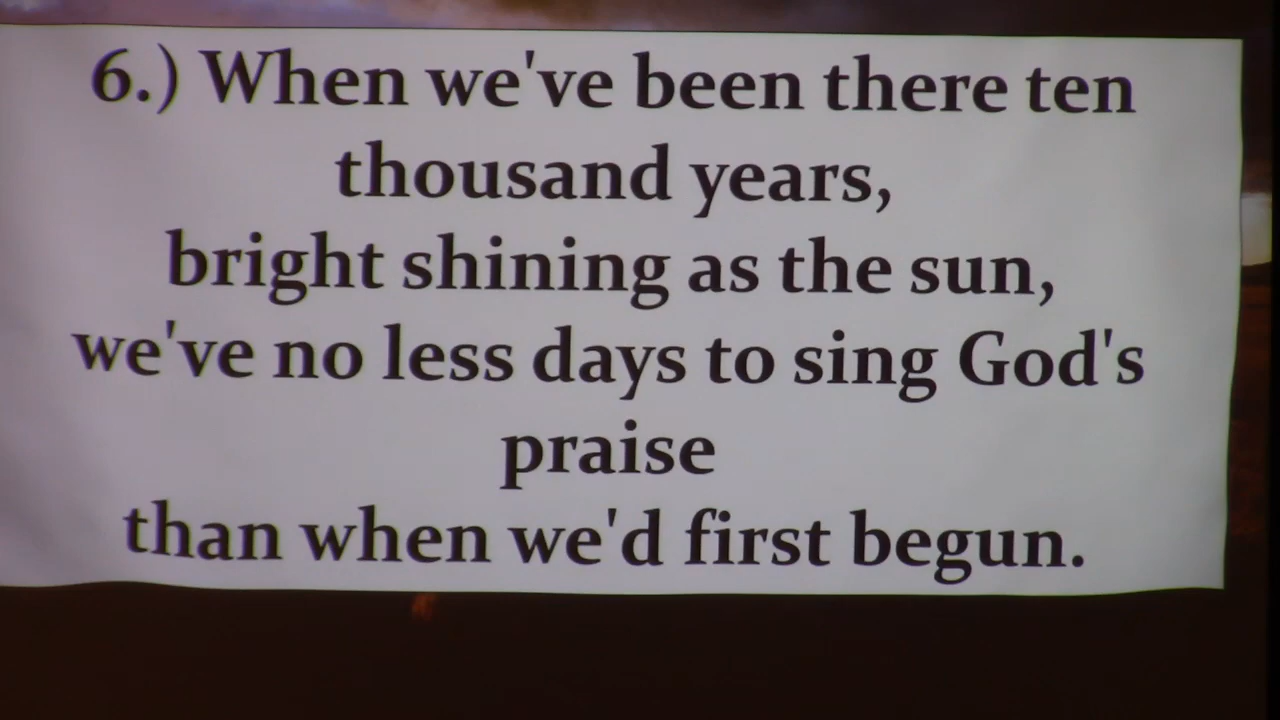 6.) When we've been there ten
thousand years,
bright shining as the sun,
we've no less days to sing God's
praise
than when we'd first begun.